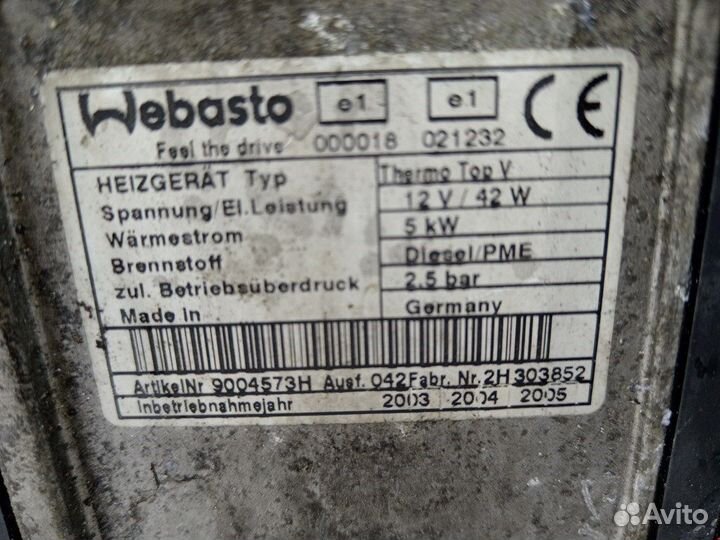 Webasto e1 e1 CE
Feel the drive 000018 021232
HEIZGERÄT Typ Thermo Top V
Spannung/El.Leistung 12 V / 42 W
Wärmestrom 5 kW
Brennstoff Diesel/PME
zul. Betriebsüberdruck 2.5 bar
Made In Germany
ArtikelNr 9004573H Ausf. 042 Fabr. Nr. 2H 303852
Inbetriebnahmejahr 2003 2004 2005
Avito